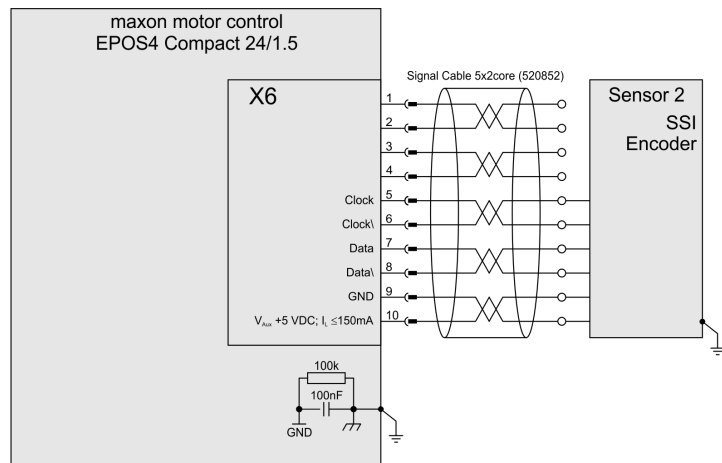 maxon motor control
EPOS4 Compact 24/1.5
Signal Cable 5x2core (520852)
X6
Sensor 2
SSI
Encoder
1
2
3
4
Clock 5
Clock\ 6
Data 7
Data\ 8
GND 9
VAux +5 VDC; IL ≤150mA 10
100k
100nF
GND